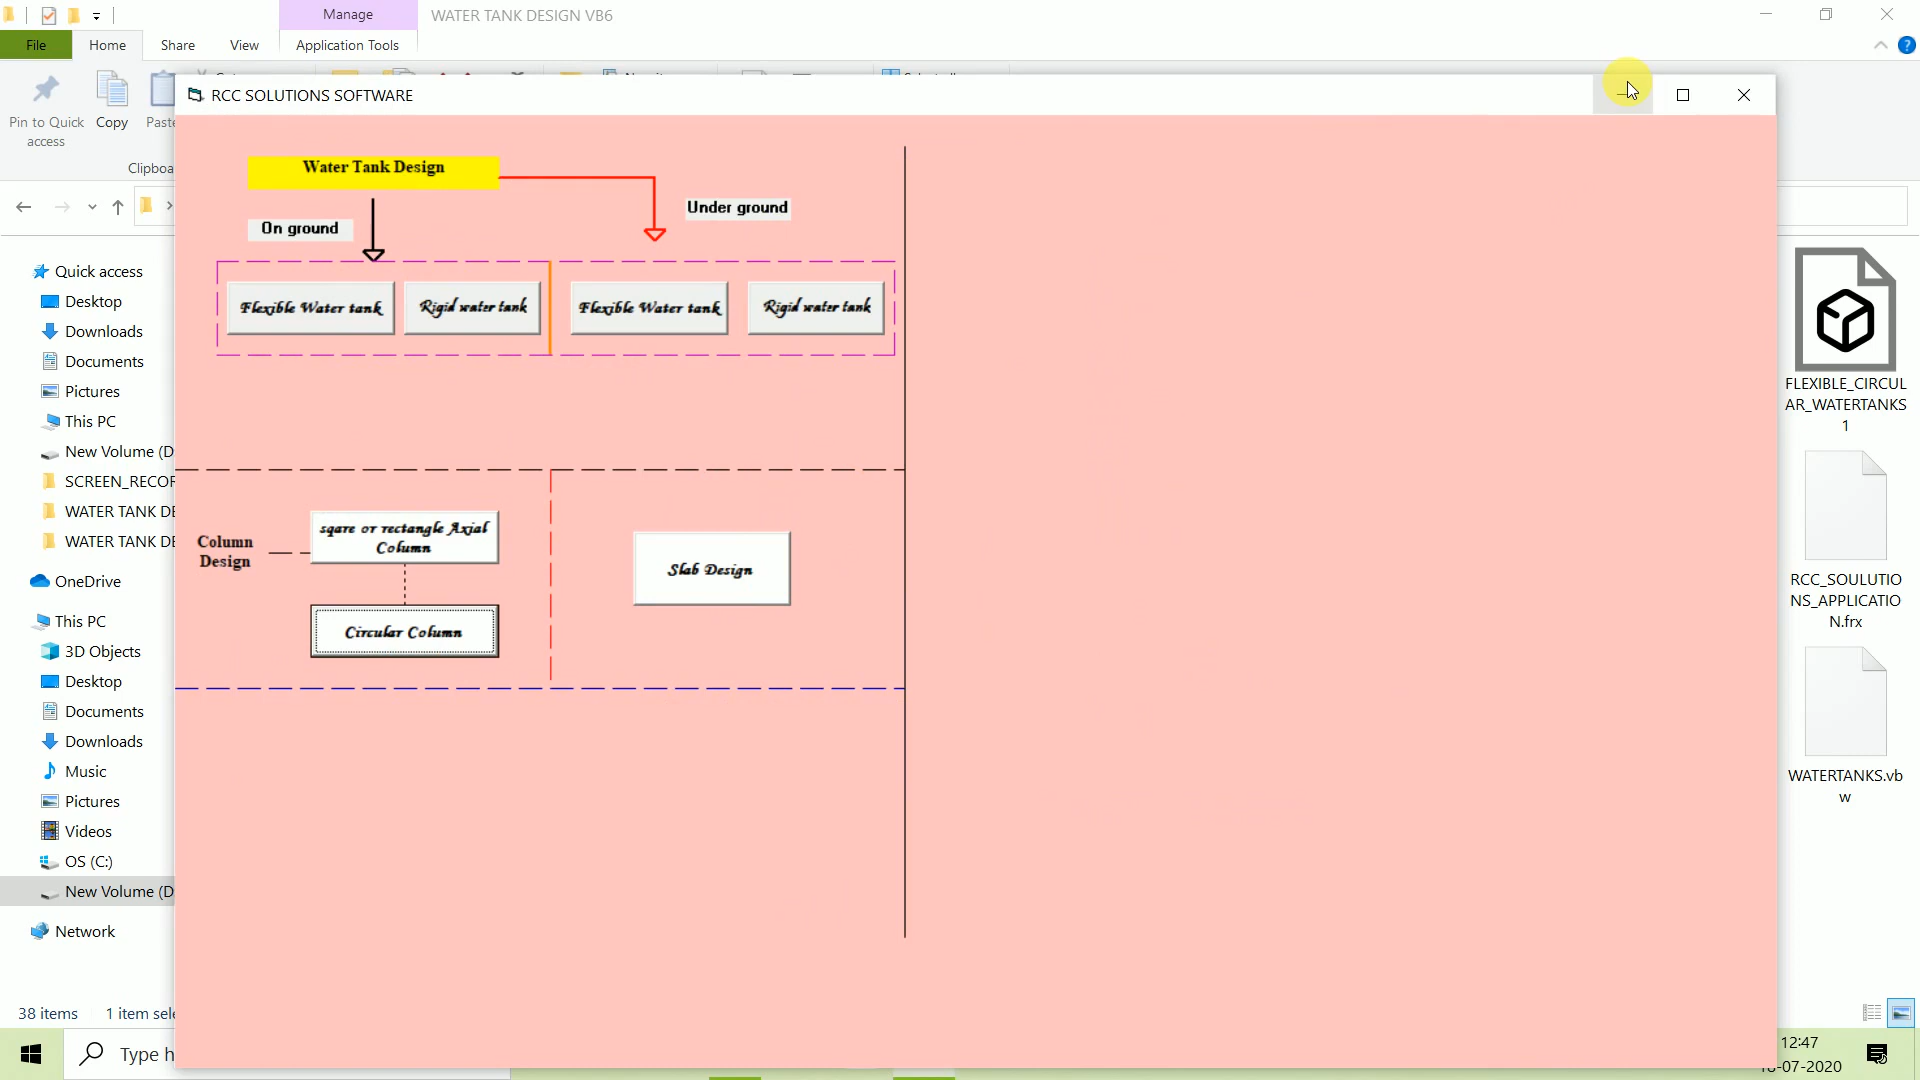 Manage
WATER TANK DESIGN VB6
File
Home
Share
View
Application Tools
Pin to Quick
access
Copy
Paste
Clipboa
RCC SOLUTIONS SOFTWARE
Water Tank Design
On ground
Under ground
Flexible Water tank
Rigid water tank
Flexible Water tank
Rigid water tank
Column
Design
sqare or rectangle Axial
Column
Circular Column
Slab Design
Quick access
Desktop
Downloads
Documents
Pictures
This PC
New Volume (D
SCREEN_RECOR
WATER TANK DE
WATER TANK DE
OneDrive
This PC
3D Objects
Desktop
Documents
Downloads
Music
Pictures
Videos
OS (C:)
New Volume (D
Network
FLEXIBLE_CIRCUL
AR_WATERTANKS
1
RCC_SOULUTIO
NS_APPLICATIO
N.frx
WATERTANKS.vb
w
38 items
1 item sele
Type h
12:47
-07-2020